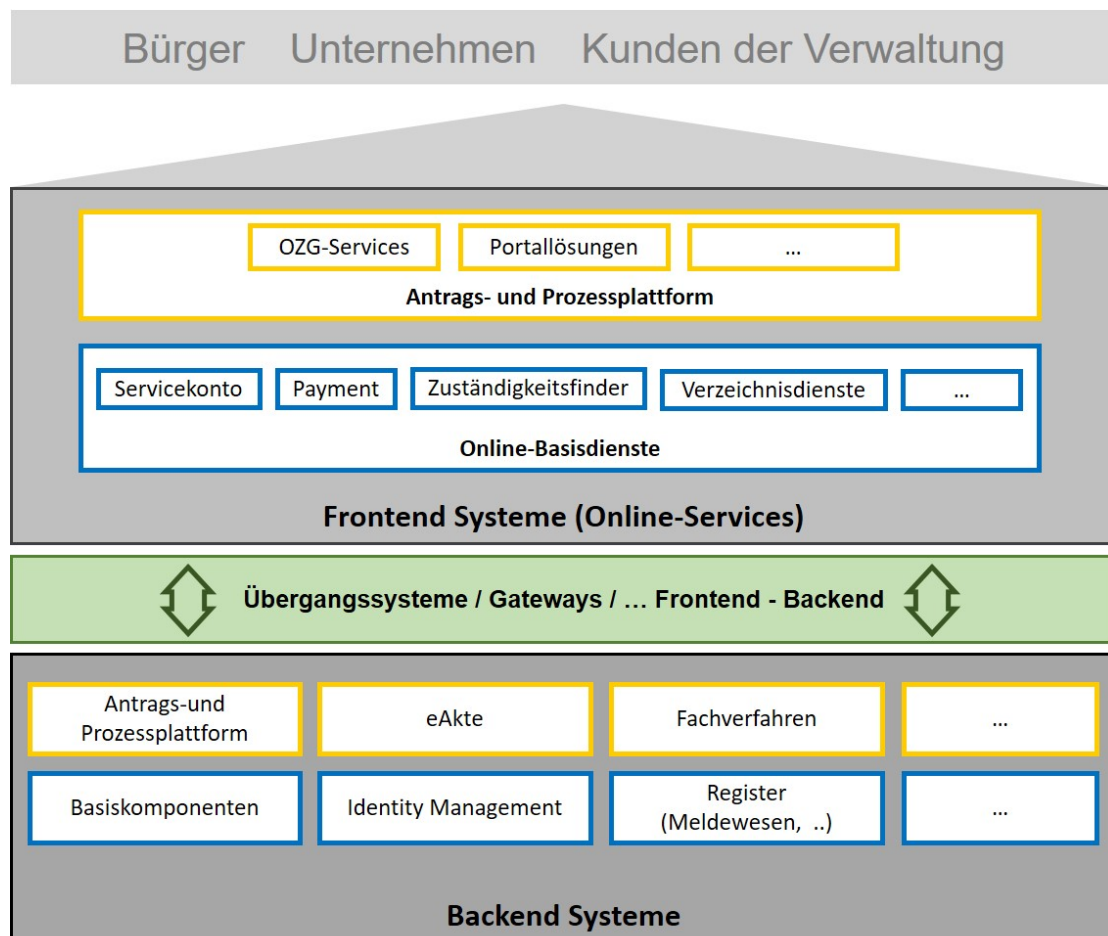 Bürger Unternehmen Kunden der Verwaltung
OZG-Services Portallösungen ...
Antrags- und Prozessplattform
Servicekonto Payment Zuständigkeitsfinder Verzeichnisdienste ...
Online-Basisdienste
Frontend Systeme (Online-Services)
Übergangssysteme / Gateways / … Frontend - Backend
Antrags-und
Prozessplattform
eAkte
Fachverfahren
...
Basiskomponenten
Identity Management
Register
(Meldewesen, ..)
...
Backend Systeme